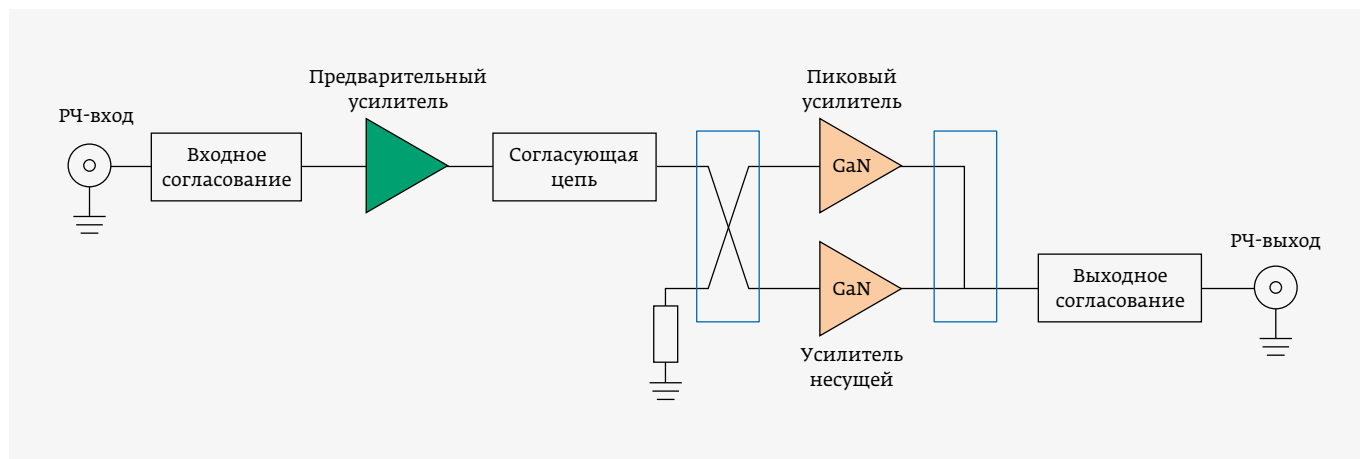 РЧ-вход
Входное
согласование
Предварительный
усилитель
Согласующая
цепь
Пиковый
усилитель
GaN
GaN
Усилитель
несущей
Выходное
согласование
РЧ-выход